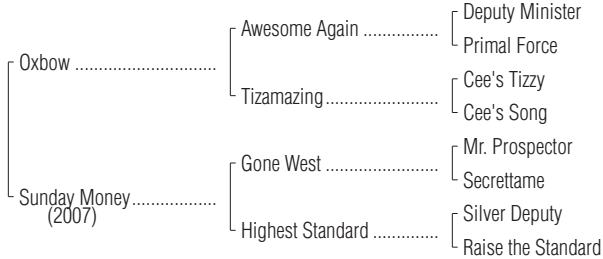 Deputy Minister
Awesome Again ................
Primal Force
Oxbow ..............................
Cee's Tizzy
Tizamazing........................
Cee's Song
Mr. Prospector
Gone West ........................
Secrettame
Sunday Money..................
(2007)
Silver Deputy
Highest Standard ..............
Raise the Standard